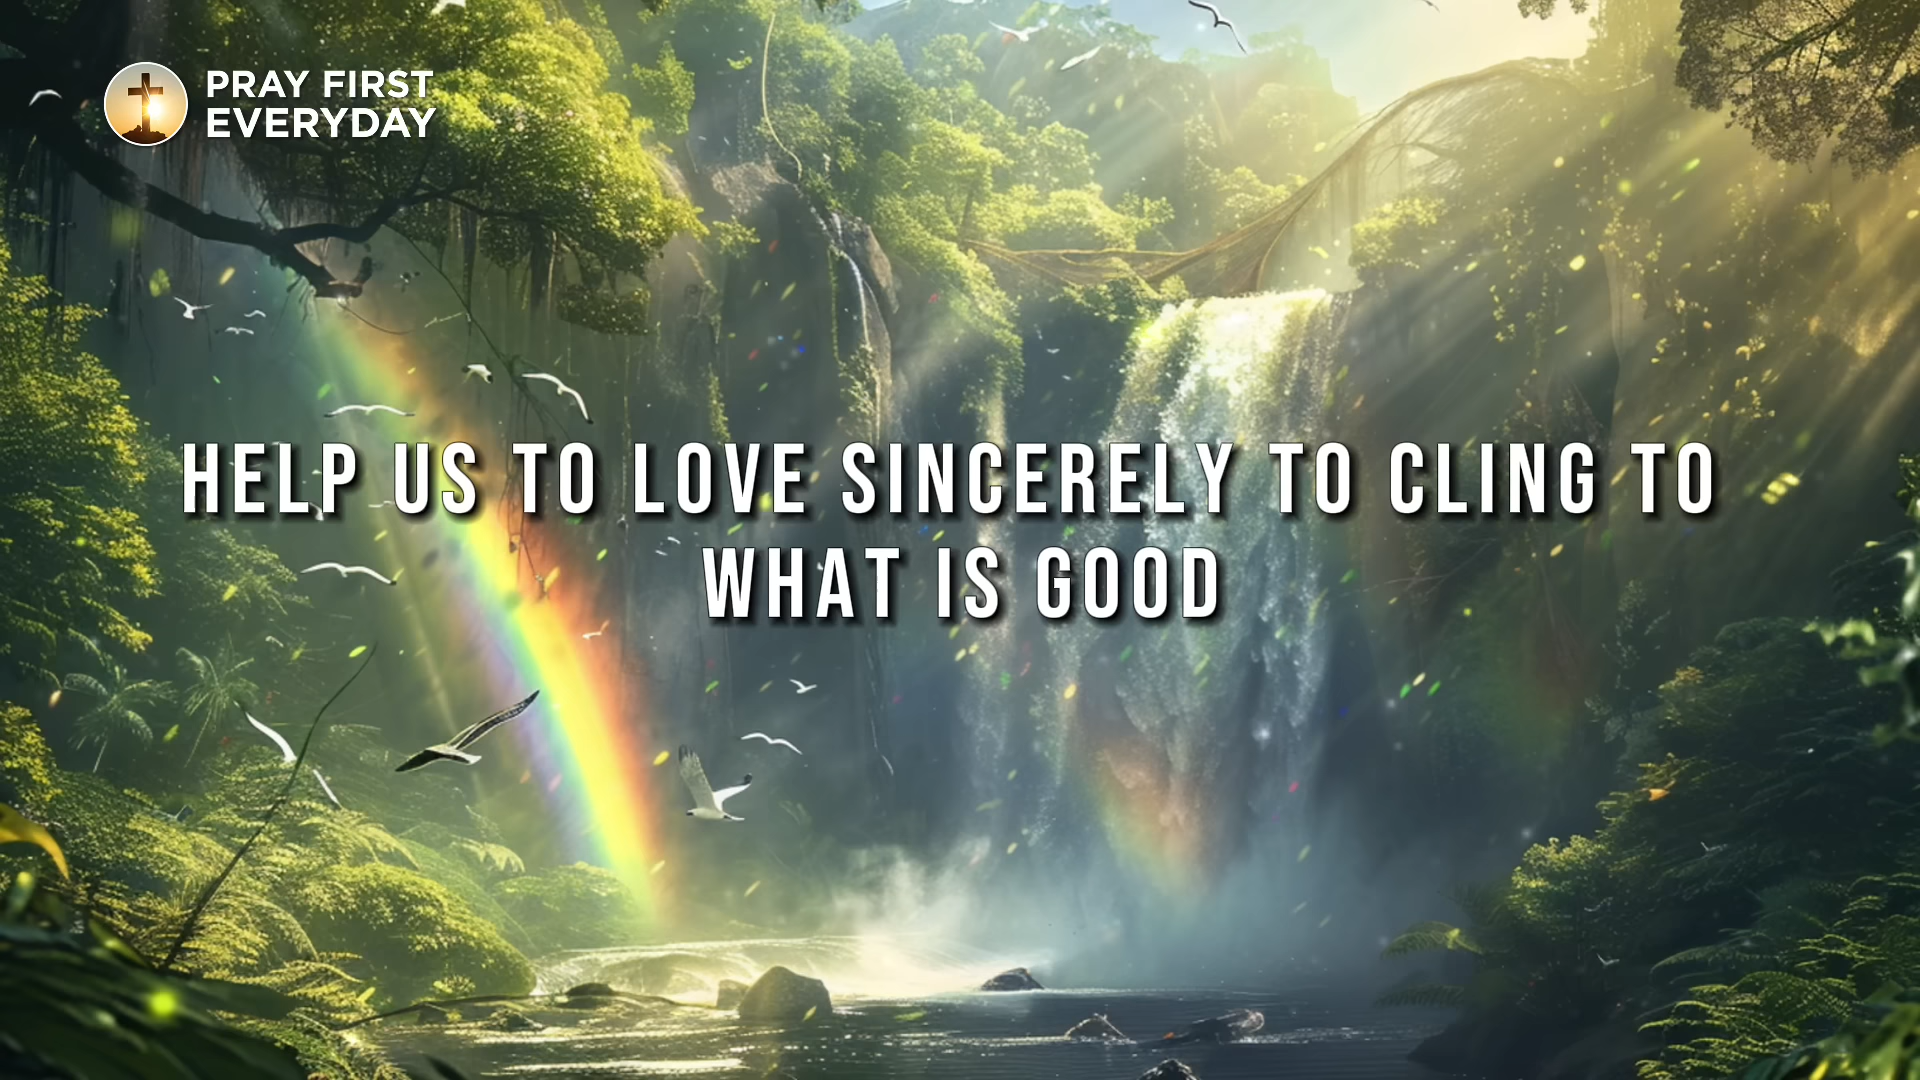 PRAY FIRST
EVERYDAY
HELP US TO LOVE SINCERELY TO CLING TO
WHAT IS GOOD